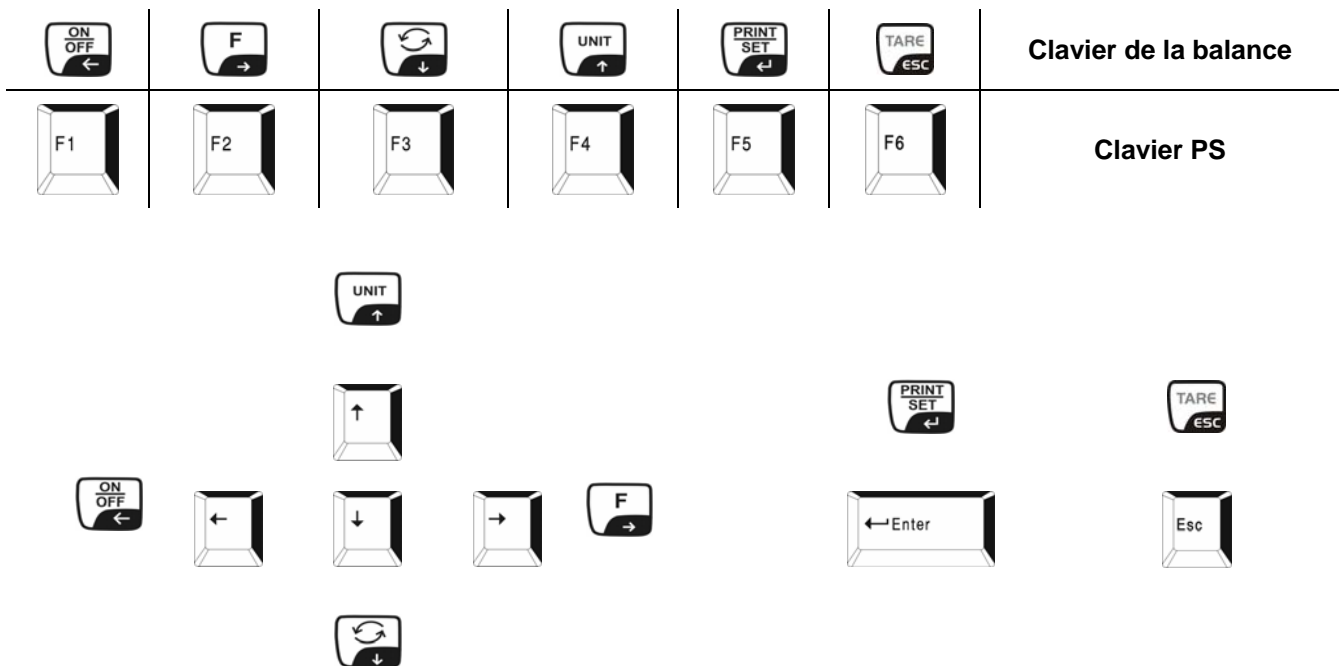 ON OFF ← F → ↓ UNIT ↑ PRINT SET ↵ TARE ESC Clavier de la balance
F1 F2 F3 F4 F5 F6 Clavier PS
UNIT ↑
PRINT SET ↵ TARE ESC
↑
ON OFF ← ← ↓ → F → ↵ Enter Esc
↓